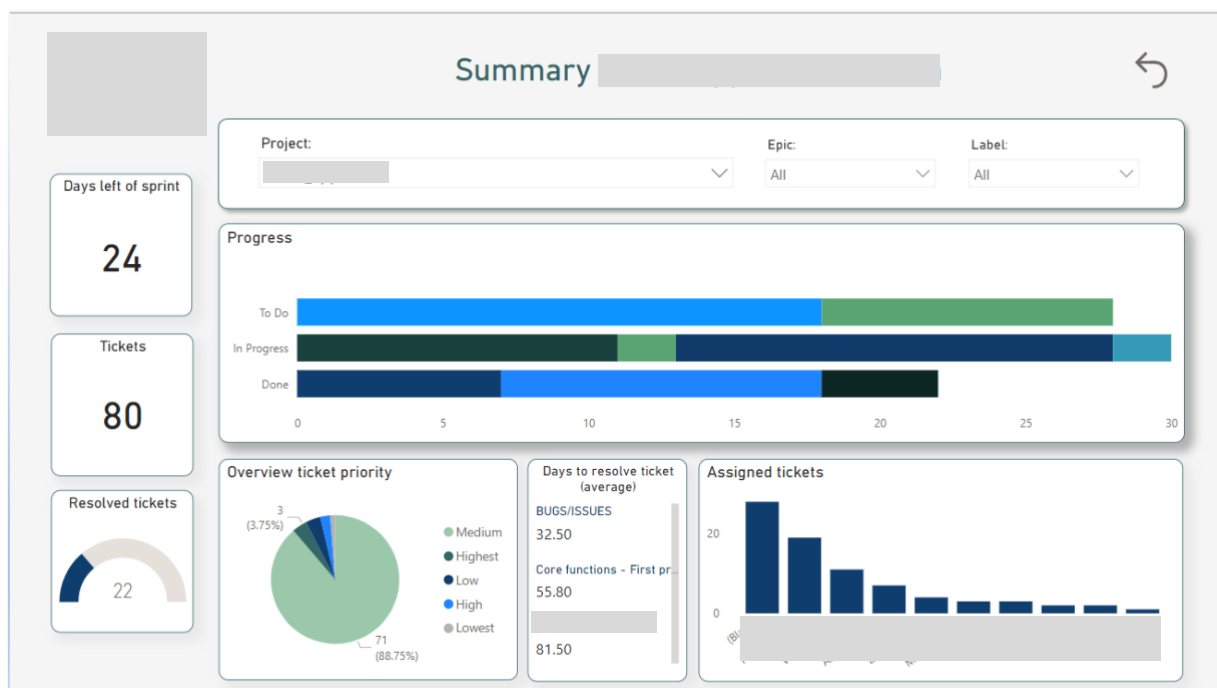 Summary
Project:
Epic:
Label:
All
All
Days left of sprint
24
Progress
To Do
In Progress
Done
0
5
10
15
20
25
30
Tickets
80
Overview ticket priority
3
(3.75%)
71
(88.75%)
Medium
Highest
Low
High
Lowest
Days to resolve ticket
(average)
BUGS/ISSUES
32.50
Core functions - First pr...
55.80
81.50
Assigned tickets
20
0
Resolved tickets
22